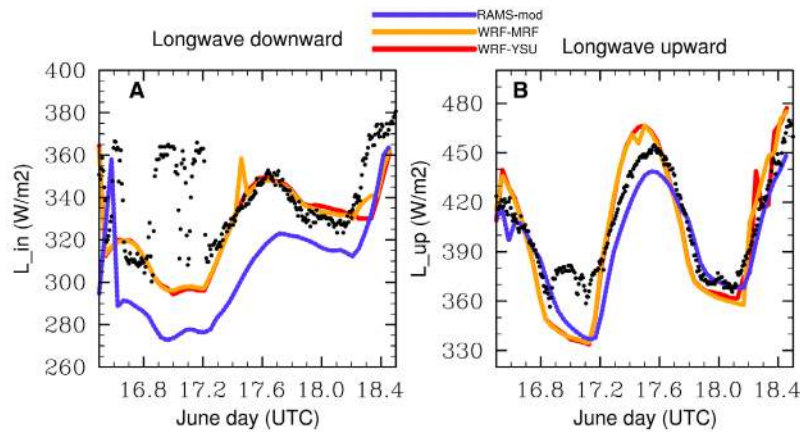 RAMS-mod
WRF-MRF
WRF-YSU
Longwave downward
Longwave upward
A
400
380
360
340
320
300
280
260
L_in (W/m2)
16.8 17.2 17.6 18.0 18.4
June day (UTC)
B
480
450
420
390
360
330
L_up (W/m2)
16.8 17.2 17.6 18.0 18.4
June day (UTC)